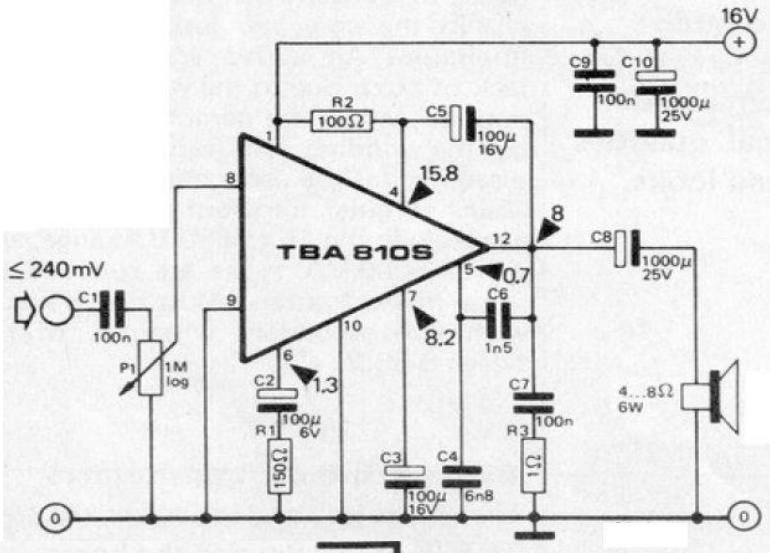 16V
+
C9
100n
C10
1000µ
25V
R2
100Ω
C5
100µ
16V
1
8
4
15.8
TBA 810S
12
8
5
0.7
C8
1000µ
25V
≤ 240mV
C1
100n
9
10
7
8.2
C6
1n5
P1
1M
log
6
1.3
C2
100µ
6V
R1
150Ω
C7
100n
R3
1Ω
4...8Ω
6W
C3
100µ
16V
C4
6n8
0
0